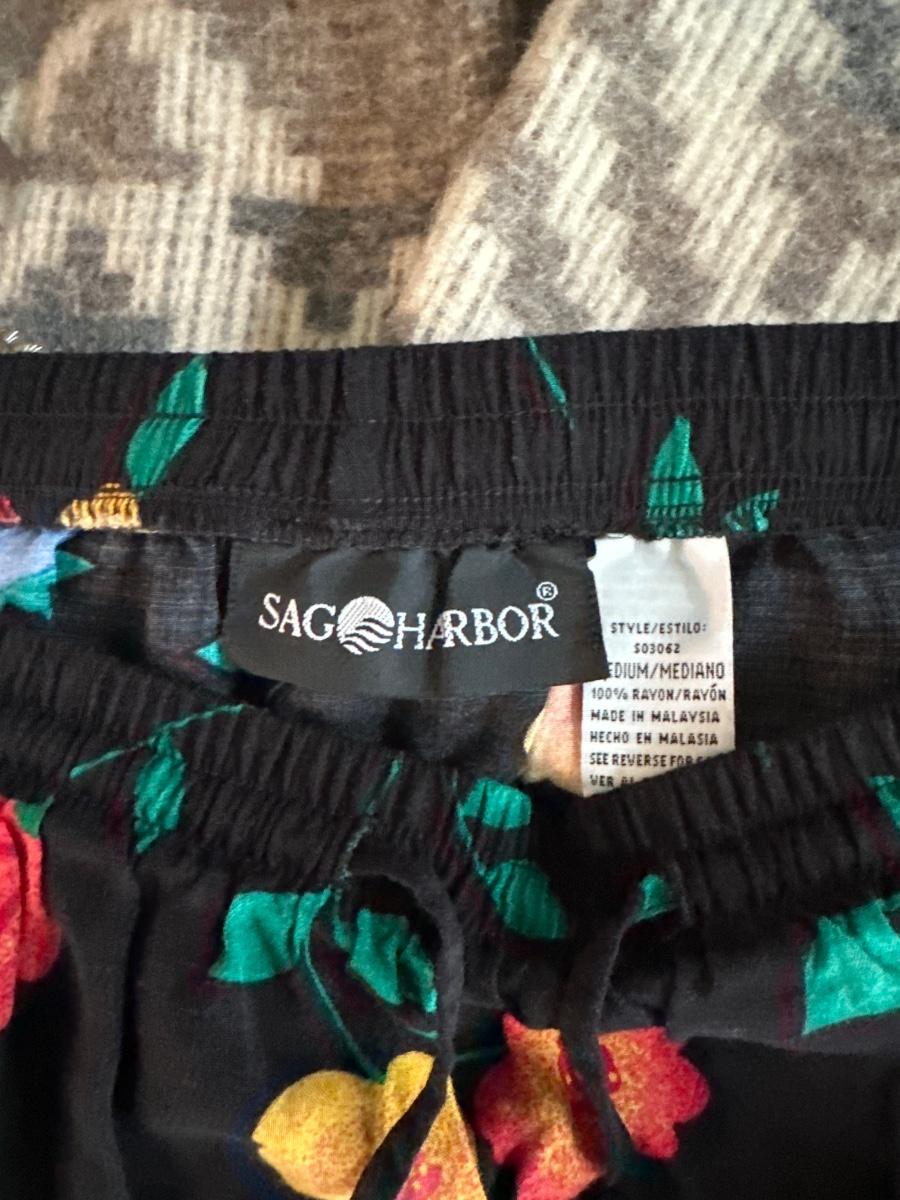 SAG HARBOR®
STYLE/ESTILO:
S03062
EDIUM/MEDIANO
100% RAYON/RAYÓN
MADE IN MALAYSIA
HECHO EN MALASIA
SEE REVERSE FOR
VER